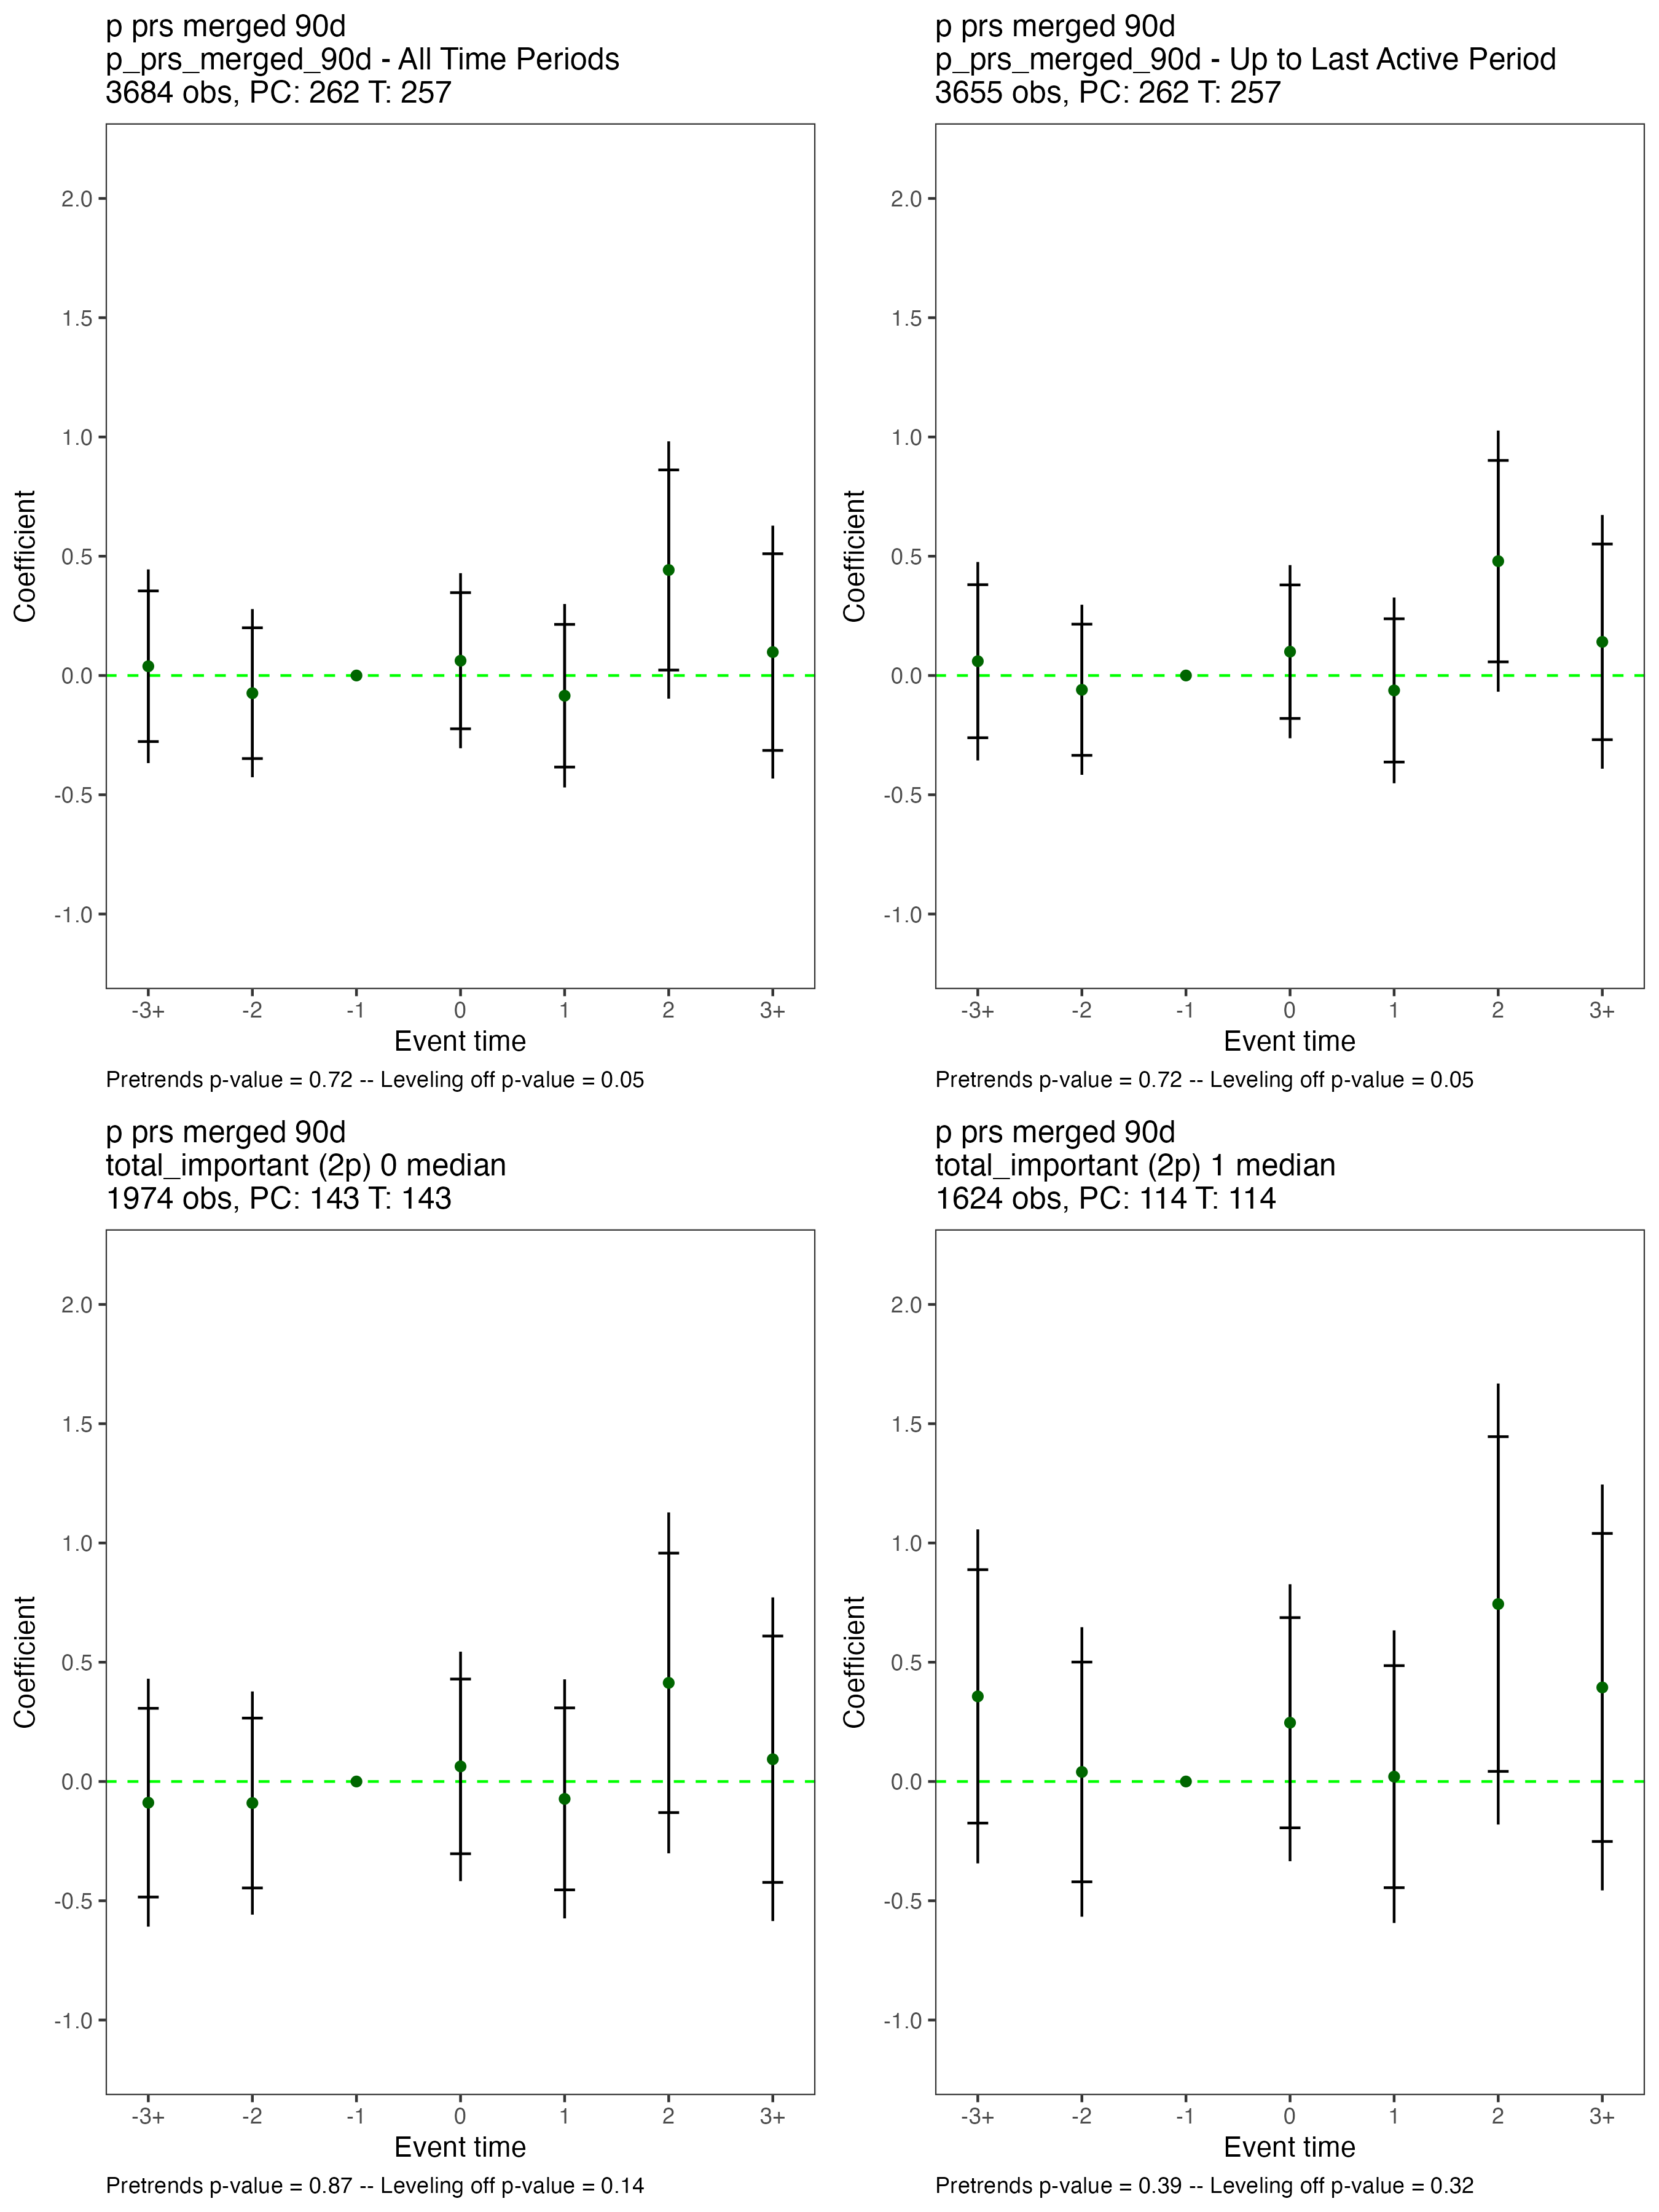 p prs merged 90d
p_prs_merged_90d - All Time Periods
3684 obs, PC: 262 T: 257
Coefficient
2.0
1.5
1.0
0.5
0.0
-0.5
-1.0
-3+ -2 -1 0 1 2 3+
Event time
Pretrends p-value = 0.72 -- Leveling off p-value = 0.05
p prs merged 90d
p_prs_merged_90d - Up to Last Active Period
3655 obs, PC: 262 T: 257
Coefficient
2.0
1.5
1.0
0.5
0.0
-0.5
-1.0
-3+ -2 -1 0 1 2 3+
Event time
Pretrends p-value = 0.72 -- Leveling off p-value = 0.05
p prs merged 90d
total_important (2p) 0 median
1974 obs, PC: 143 T: 143
Coefficient
2.0
1.5
1.0
0.5
0.0
-0.5
-1.0
-3+ -2 -1 0 1 2 3+
Event time
Pretrends p-value = 0.87 -- Leveling off p-value = 0.14
p prs merged 90d
total_important (2p) 1 median
1624 obs, PC: 114 T: 114
Coefficient
2.0
1.5
1.0
0.5
0.0
-0.5
-1.0
-3+ -2 -1 0 1 2 3+
Event time
Pretrends p-value = 0.39 -- Leveling off p-value = 0.32